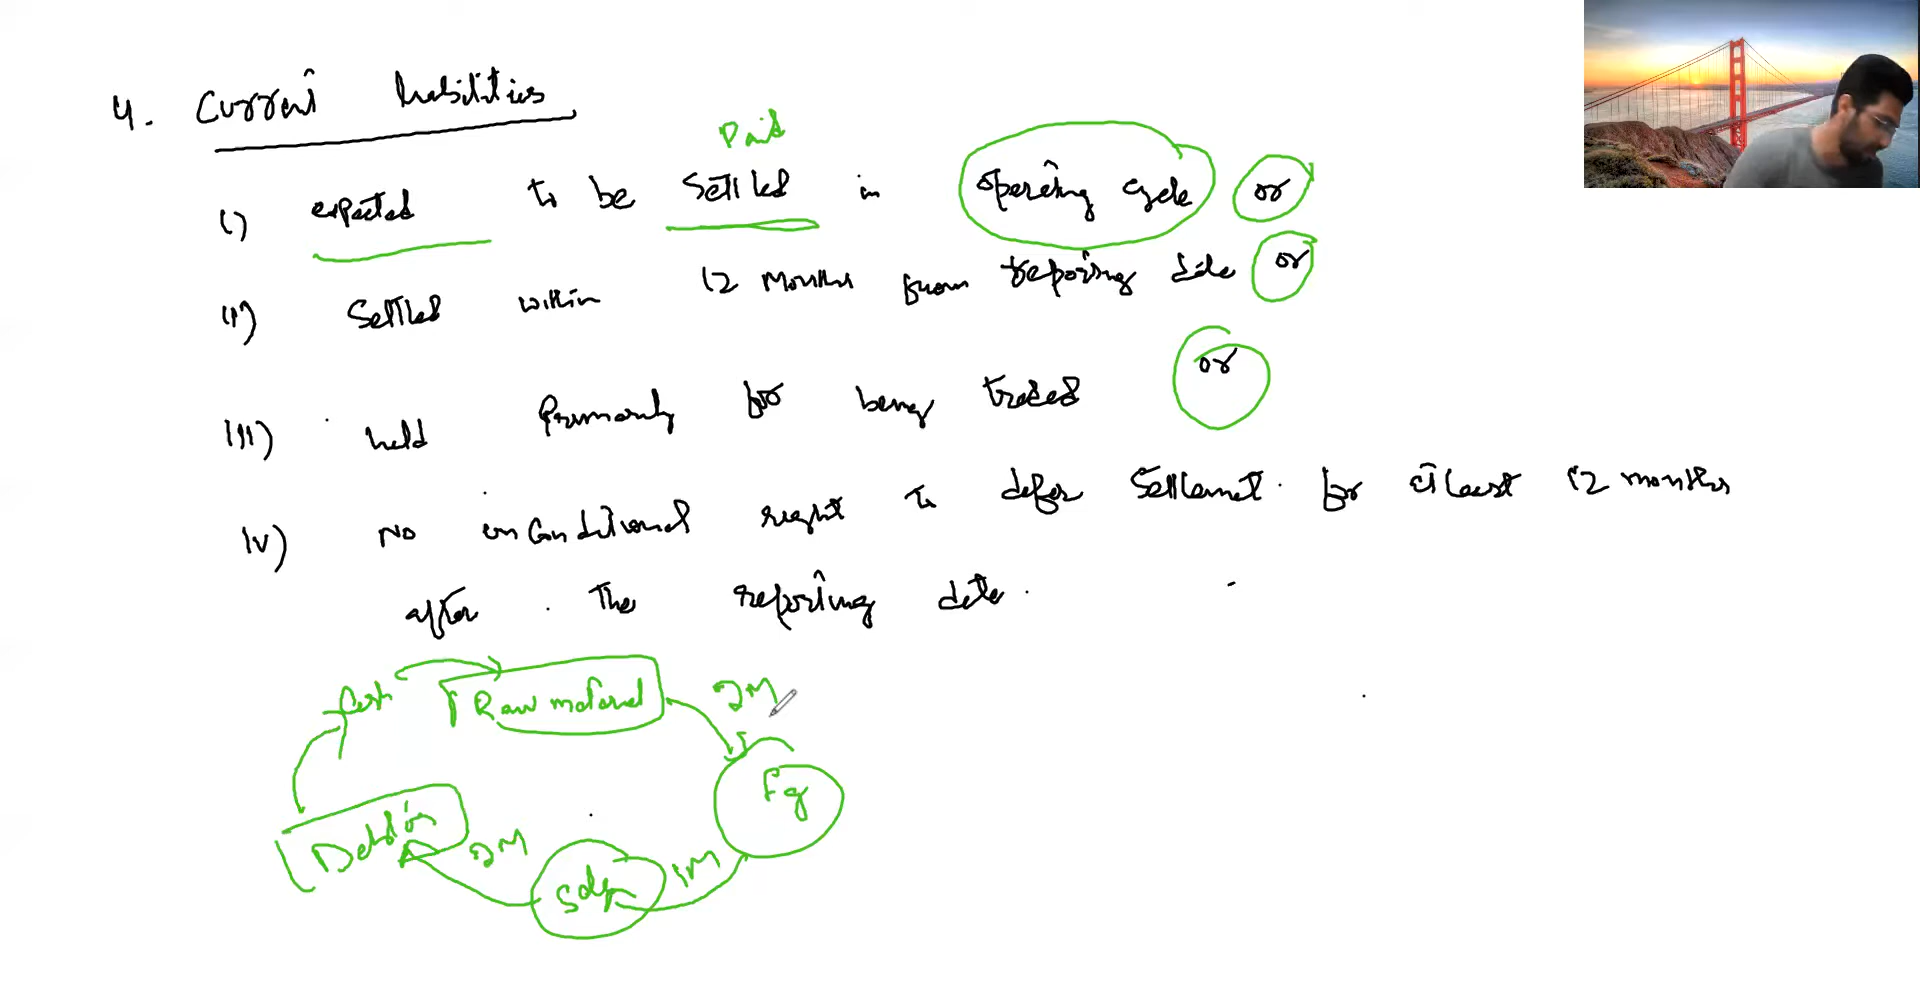 4. Current liabilities
Paid
i) expected to be settled in operating cycle or
ii) Settled within 12 months from reporting date or
iii) held Primarily for being traded or
iv) No unconditional right to defer Settlement for atleast 12 months
after the reporting date.
Cash Raw material 2M
Fg
Debtors 2M Sales 1M